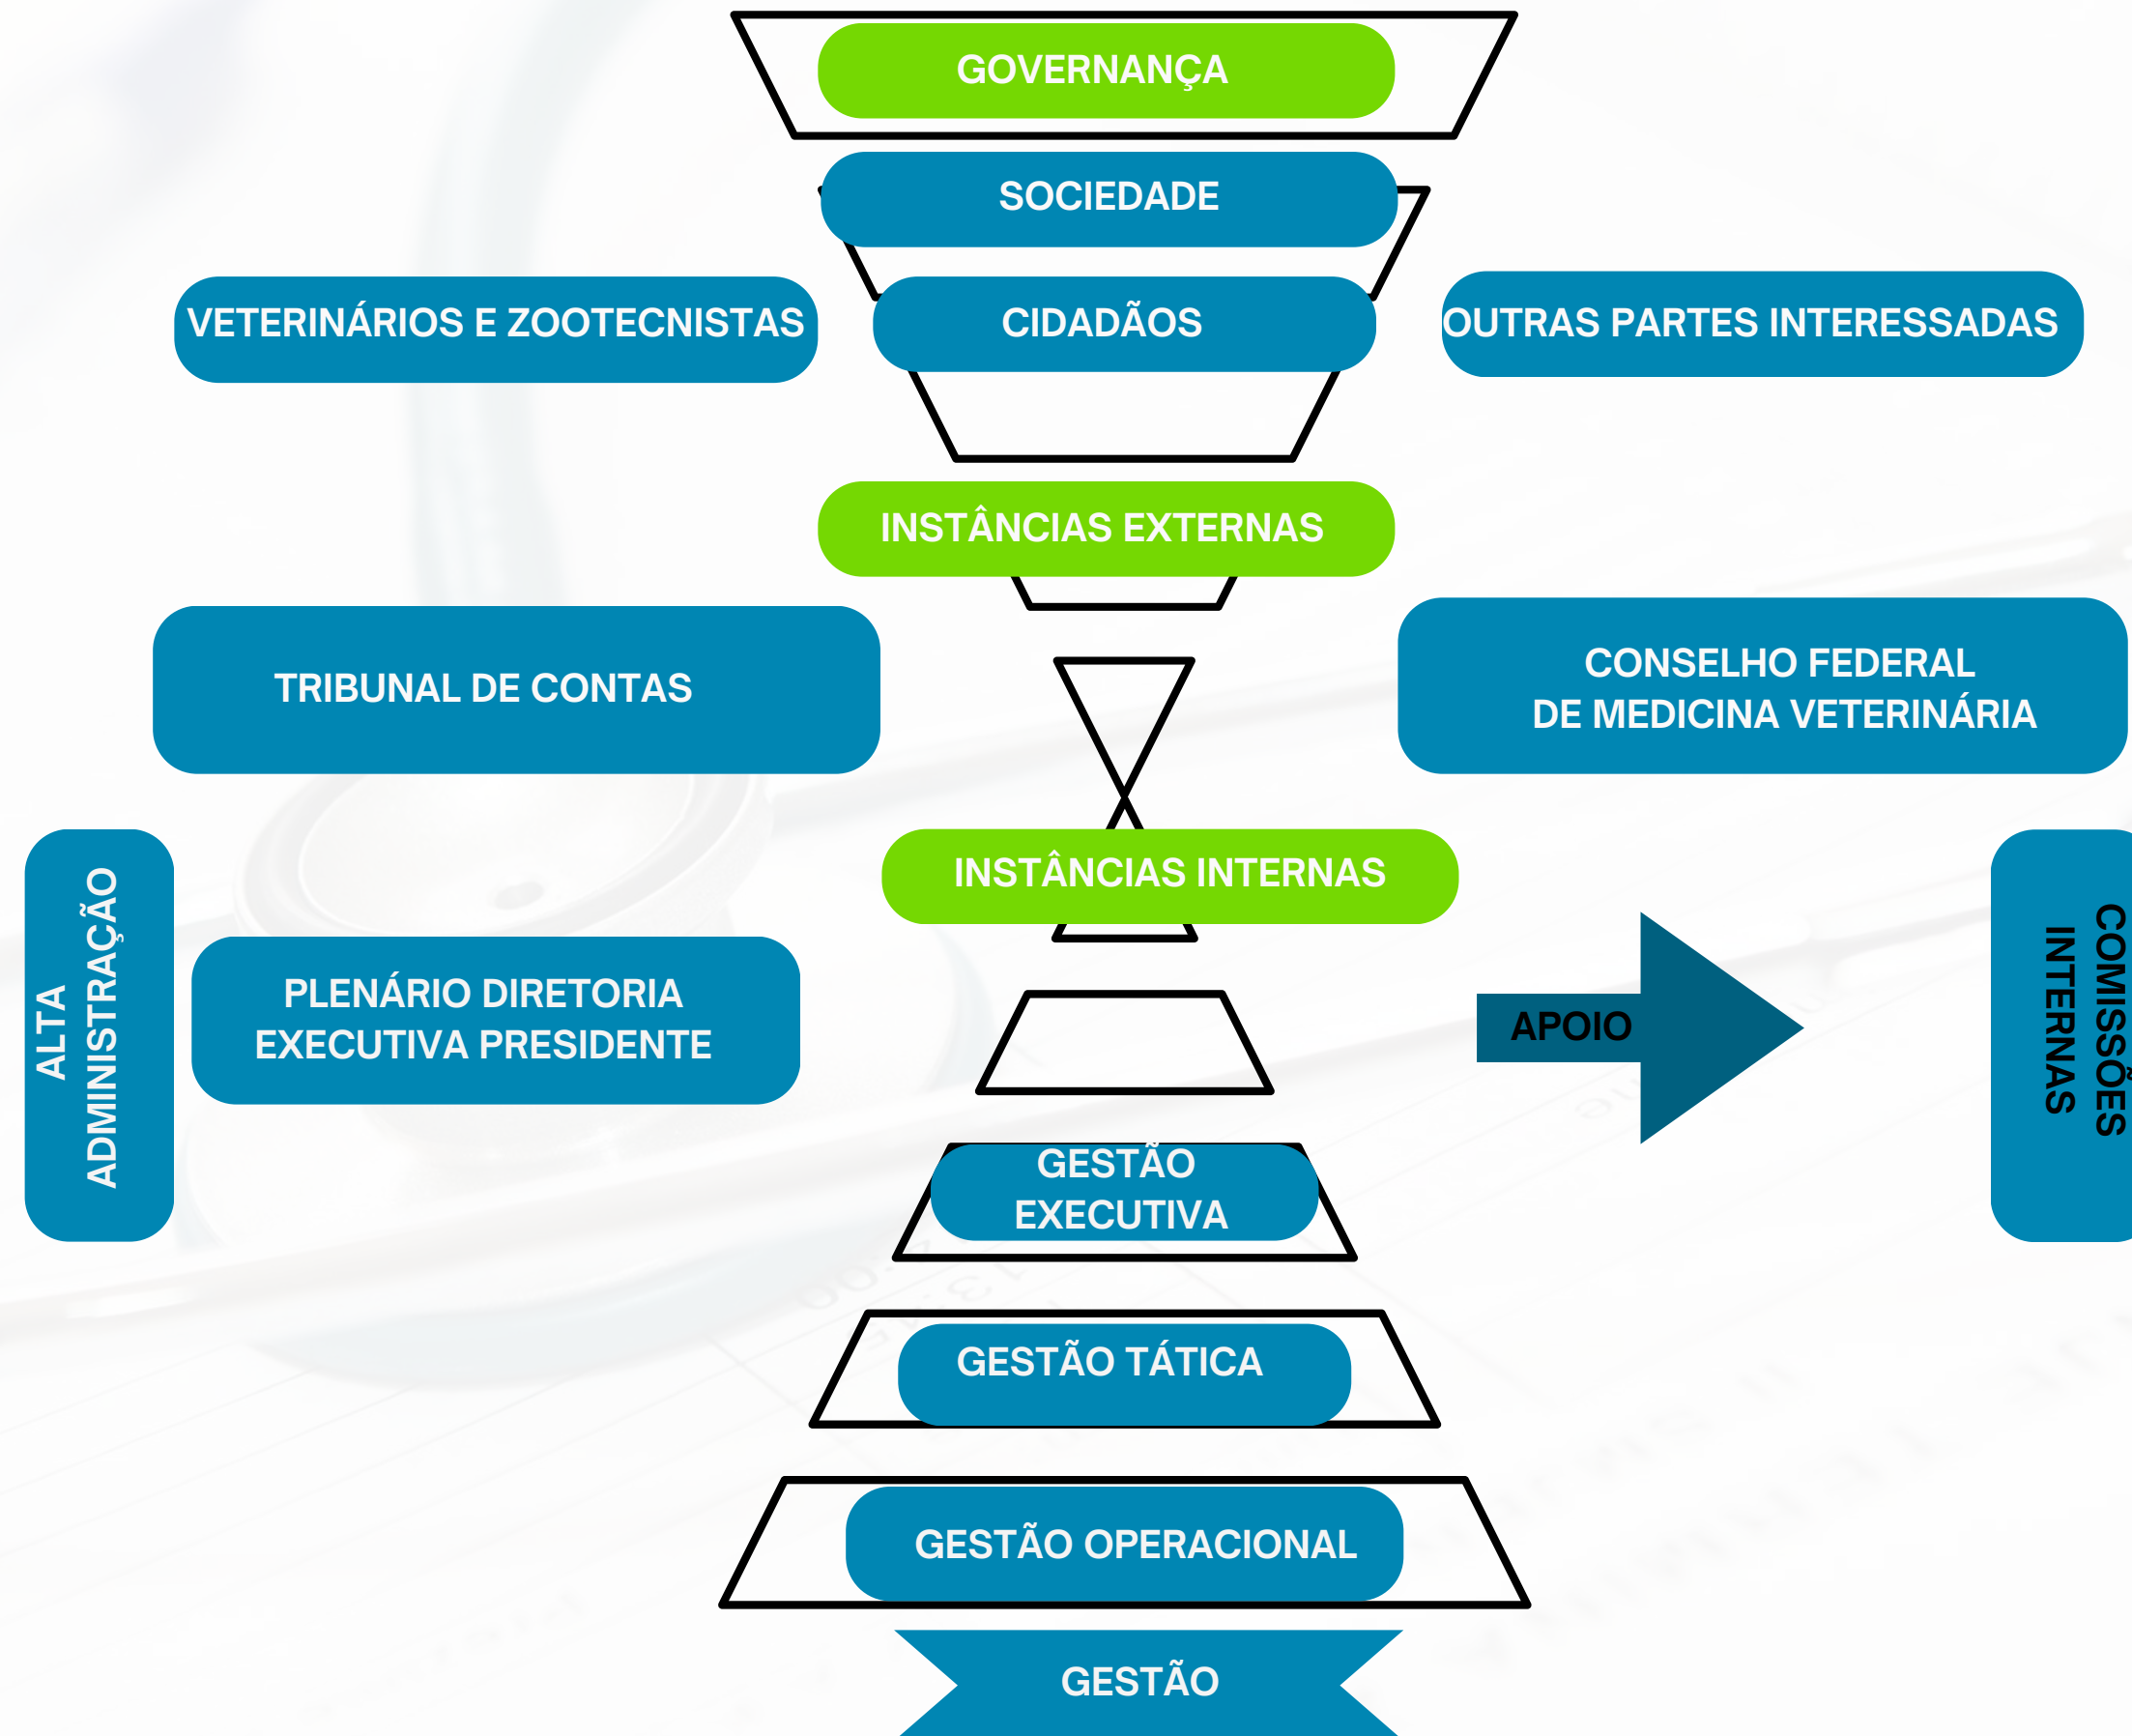 GOVERNANÇA
SOCIEDADE
VETERINÁRIOS E ZOOTECNISTAS
CIDADÃOS
OUTRAS PARTES INTERESSADAS
INSTÂNCIAS EXTERNAS
TRIBUNAL DE CONTAS
CONSELHO FEDERAL
DE MEDICINA VETERINÁRIA
INSTÂNCIAS INTERNAS
ALTA
ADMINISTRAÇÃO
PLENÁRIO DIRETORIA
EXECUTIVA PRESIDENTE
APOIO
COMISSÕES
INTERNAS
GESTÃO
EXECUTIVA
GESTÃO TÁTICA
GESTÃO OPERACIONAL
GESTÃO